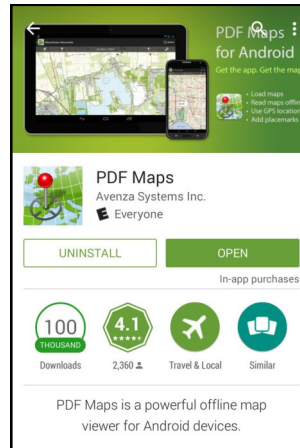 PDF Maps
for Android
Get the app. Get the map
• Load maps
• Read maps offlin
• Use GPS location
• Add placemarks
PDF Maps
Avenza Systems Inc.
E Everyone
UNINSTALL
OPEN
In-app purchases
100
THOUSAND
4.1
Downloads
2,360
Travel & Local
Similar
PDF Maps is a powerful offline map
viewer for Android devices.